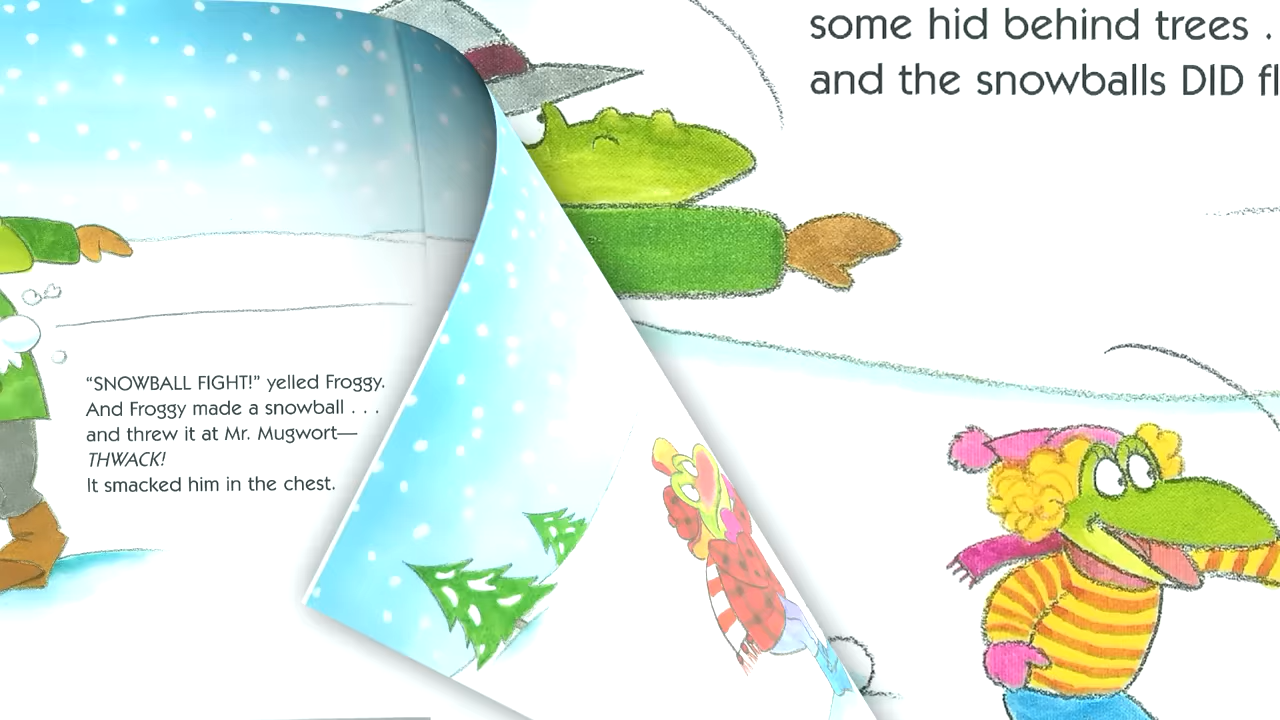 “SNOWBALL FIGHT!” yelled Froggy.
And Froggy made a snowball . . .
and threw it at Mr. Mugwort—
THWACK!
It smacked him in the chest.
some hid behind trees .
and the snowballs DID